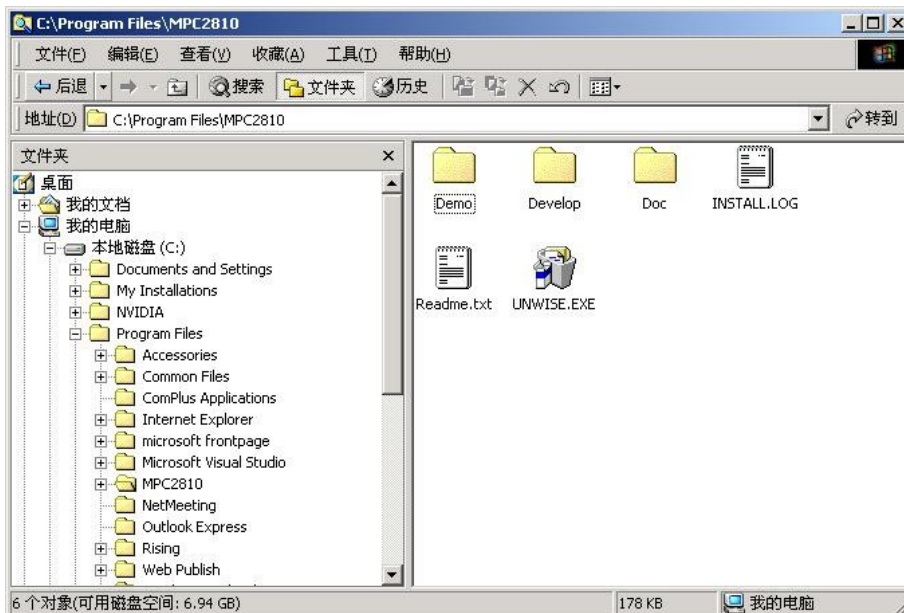 C:\Program Files\MPC2810
文件(F) 编辑(E) 查看(V) 收藏(A) 工具(T) 帮助(H)
后退 搜索 文件夹 历史
地址(D) C:\Program Files\MPC2810 转到
文件夹
桌面
我的文档
我的电脑
本地磁盘 (C:)
Documents and Settings
My Installations
NVIDIA
Program Files
Accessories
Common Files
ComPlus Applications
Internet Explorer
microsoft frontpage
Microsoft Visual Studio
MPC2810
NetMeeting
Outlook Express
Rising
Web Publish
Demo Develop Doc INSTALL.LOG
Readme.txt UNWISE.EXE
6 个对象(可用磁盘空间: 6.94 GB) 178 KB 我的电脑